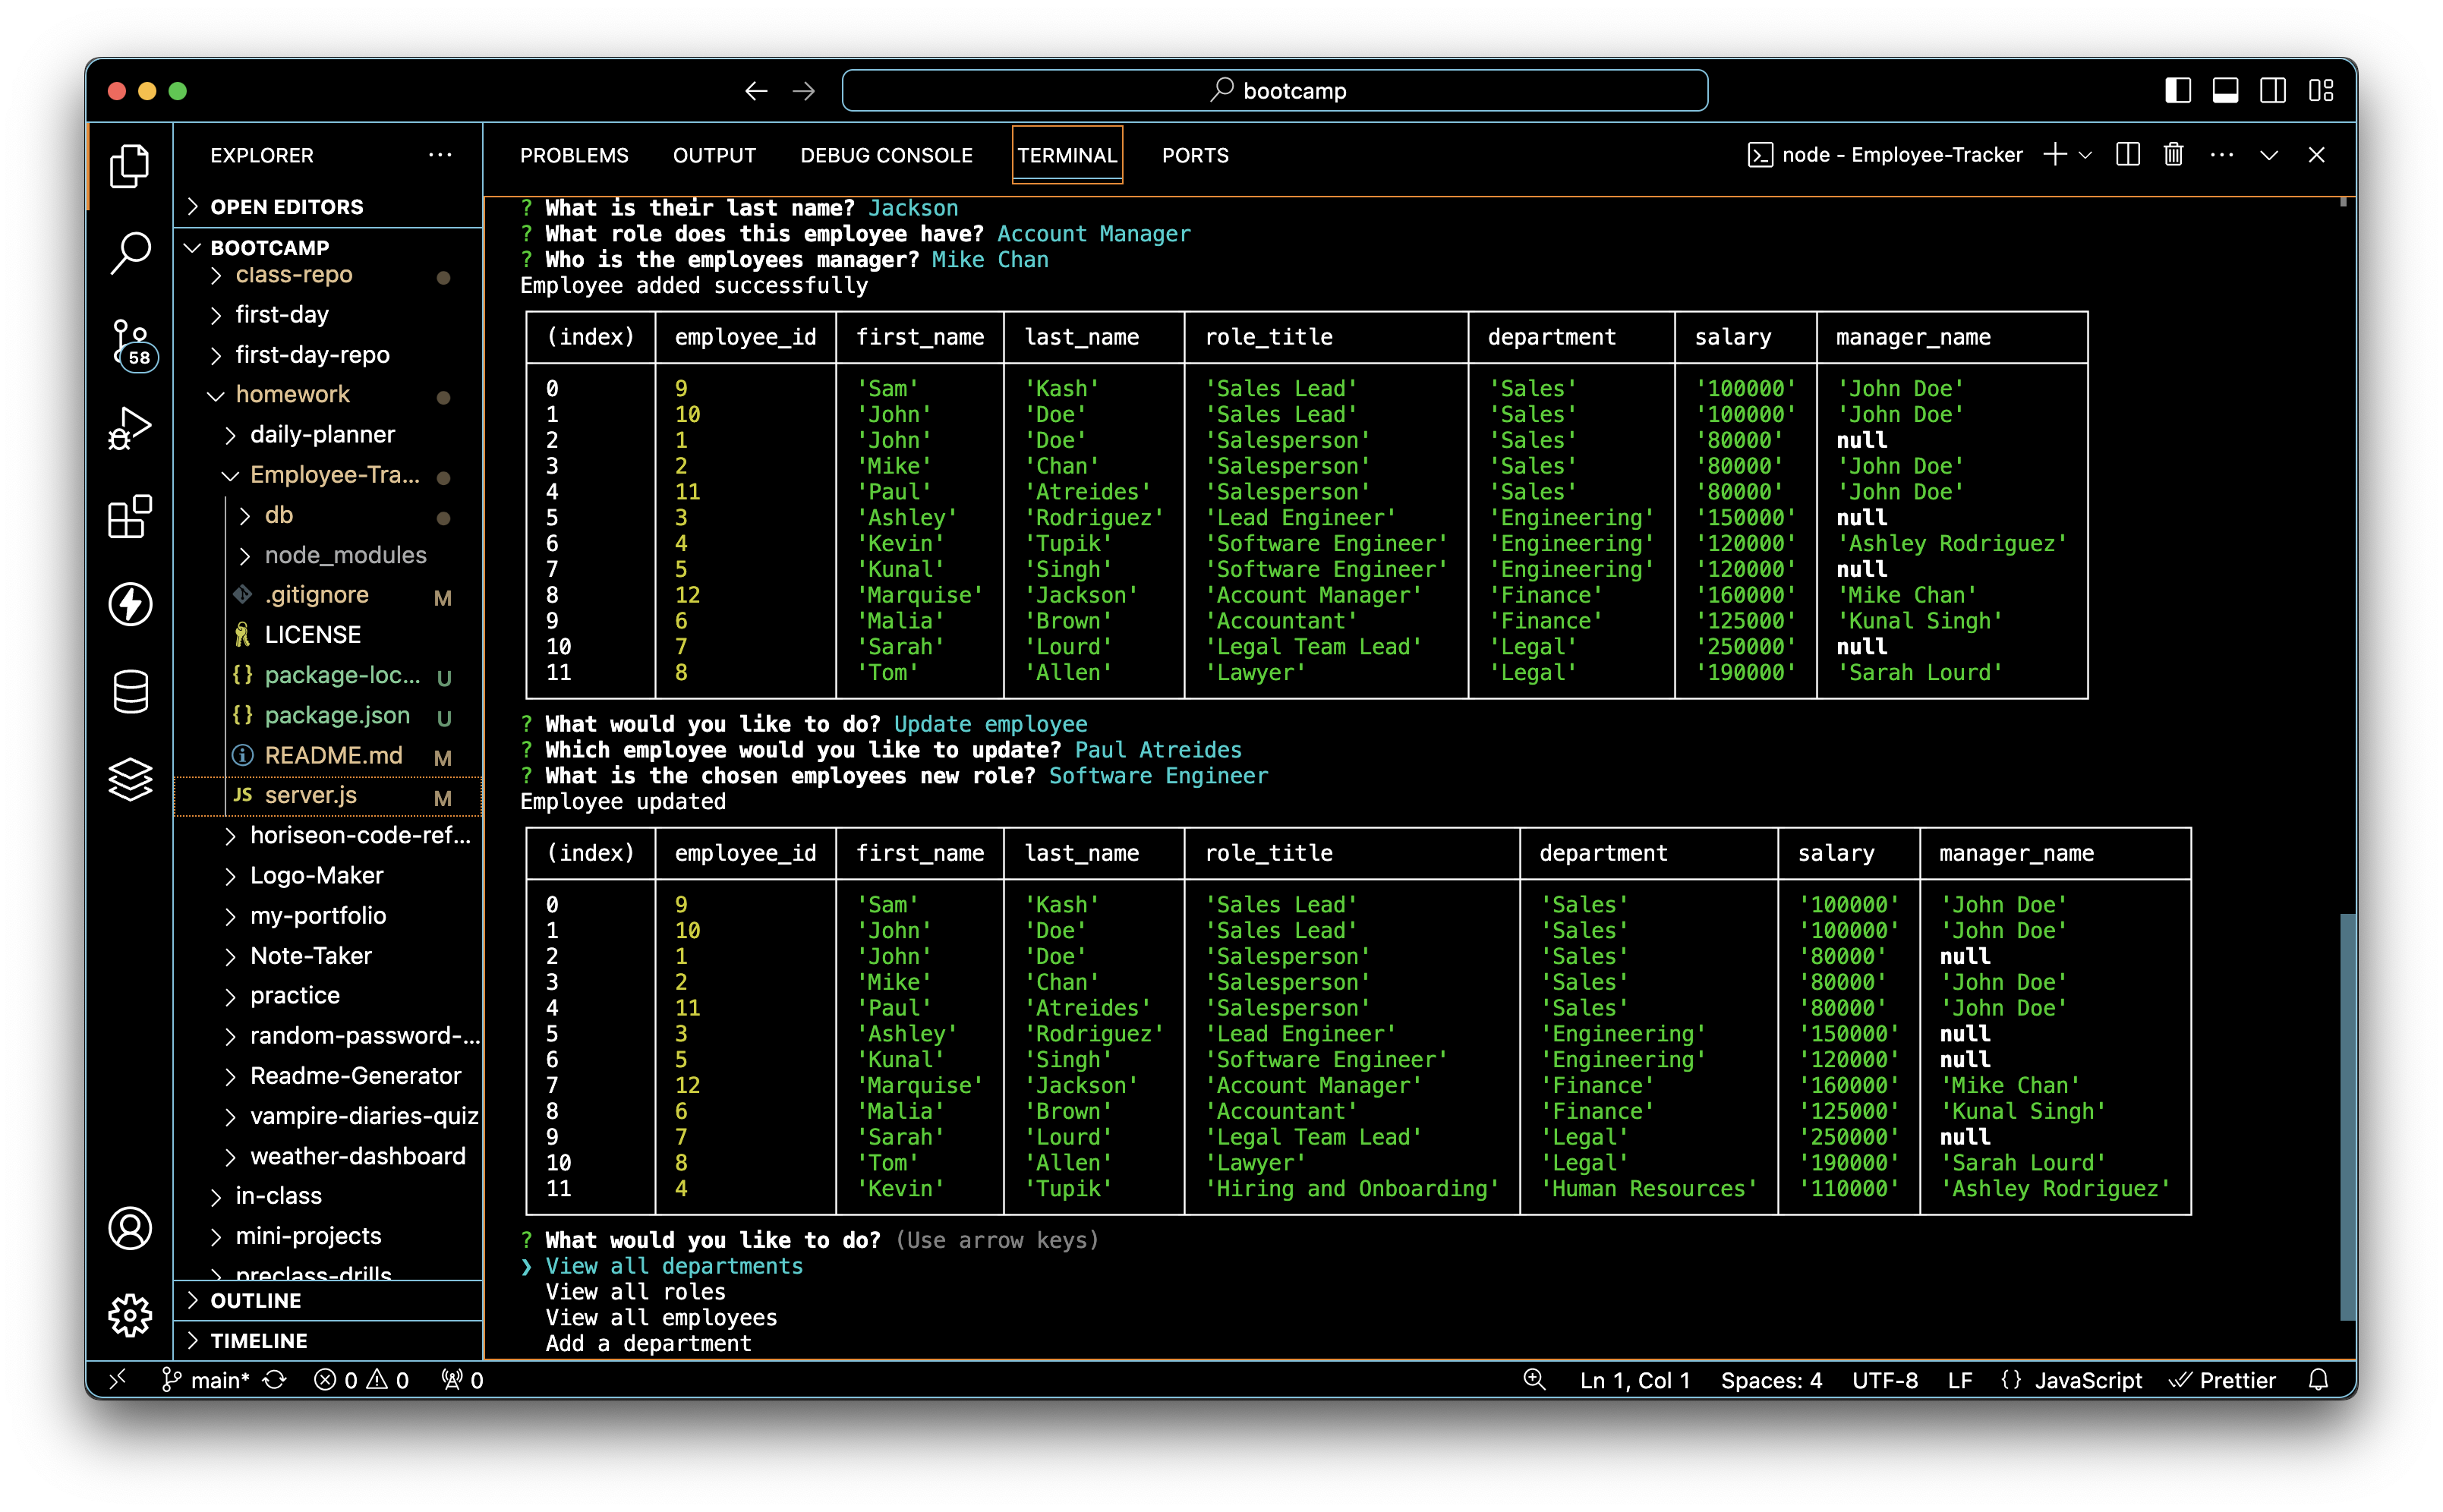 bootcamp
EXPLORER
OPEN EDITORS
BOOTCAMP
class-repo
first-day
first-day-repo
homework
daily-planner
Employee-Tra...
db
node_modules
.gitignore M
LICENSE
{} package-loc... U
{} package.json U
README.md M
JS server.js M
horiseon-code-ref...
Logo-Maker
my-portfolio
Note-Taker
practice
random-password-...
Readme-Generator
vampire-diaries-quiz
weather-dashboard
in-class
mini-projects
preclass-drills
OUTLINE
TIMELINE
58
PROBLEMS OUTPUT DEBUG CONSOLE TERMINAL PORTS node - Employee-Tracker
? What is their last name? Jackson
? What role does this employee have? Account Manager
? Who is the employees manager? Mike Chan
Employee added successfully
(index) employee_id first_name last_name role_title department salary manager_name
0 9 'Sam' 'Kash' 'Sales Lead' 'Sales' '100000' 'John Doe'
1 10 'John' 'Doe' 'Sales Lead' 'Sales' '100000' 'John Doe'
2 1 'John' 'Doe' 'Salesperson' 'Sales' '80000' null
3 2 'Mike' 'Chan' 'Salesperson' 'Sales' '80000' 'John Doe'
4 11 'Paul' 'Atreides' 'Salesperson' 'Sales' '80000' 'John Doe'
5 3 'Ashley' 'Rodriguez' 'Lead Engineer' 'Engineering' '150000' null
6 4 'Kevin' 'Tupik' 'Software Engineer' 'Engineering' '120000' 'Ashley Rodriguez'
7 5 'Kunal' 'Singh' 'Software Engineer' 'Engineering' '120000' null
8 12 'Marquise' 'Jackson' 'Account Manager' 'Finance' '160000' 'Mike Chan'
9 6 'Malia' 'Brown' 'Accountant' 'Finance' '125000' 'Kunal Singh'
10 7 'Sarah' 'Lourd' 'Legal Team Lead' 'Legal' '250000' null
11 8 'Tom' 'Allen' 'Lawyer' 'Legal' '190000' 'Sarah Lourd'
? What would you like to do? Update employee
? Which employee would you like to update? Paul Atreides
? What is the chosen employees new role? Software Engineer
Employee updated
(index) employee_id first_name last_name role_title department salary manager_name
0 9 'Sam' 'Kash' 'Sales Lead' 'Sales' '100000' 'John Doe'
1 10 'John' 'Doe' 'Sales Lead' 'Sales' '100000' 'John Doe'
2 1 'John' 'Doe' 'Salesperson' 'Sales' '80000' null
3 2 'Mike' 'Chan' 'Salesperson' 'Sales' '80000' 'John Doe'
4 11 'Paul' 'Atreides' 'Salesperson' 'Sales' '80000' 'John Doe'
5 3 'Ashley' 'Rodriguez' 'Lead Engineer' 'Engineering' '150000' null
6 5 'Kunal' 'Singh' 'Software Engineer' 'Engineering' '120000' null
7 12 'Marquise' 'Jackson' 'Account Manager' 'Finance' '160000' 'Mike Chan'
8 6 'Malia' 'Brown' 'Accountant' 'Finance' '125000' 'Kunal Singh'
9 7 'Sarah' 'Lourd' 'Legal Team Lead' 'Legal' '250000' null
10 8 'Tom' 'Allen' 'Lawyer' 'Legal' '190000' 'Sarah Lourd'
11 4 'Kevin' 'Tupik' 'Hiring and Onboarding' 'Human Resources' '110000' 'Ashley Rodriguez'
? What would you like to do? (Use arrow keys)
❯ View all departments
View all roles
View all employees
Add a department
main* 0 0 0 Ln 1, Col 1 Spaces: 4 UTF-8 LF {} JavaScript Prettier